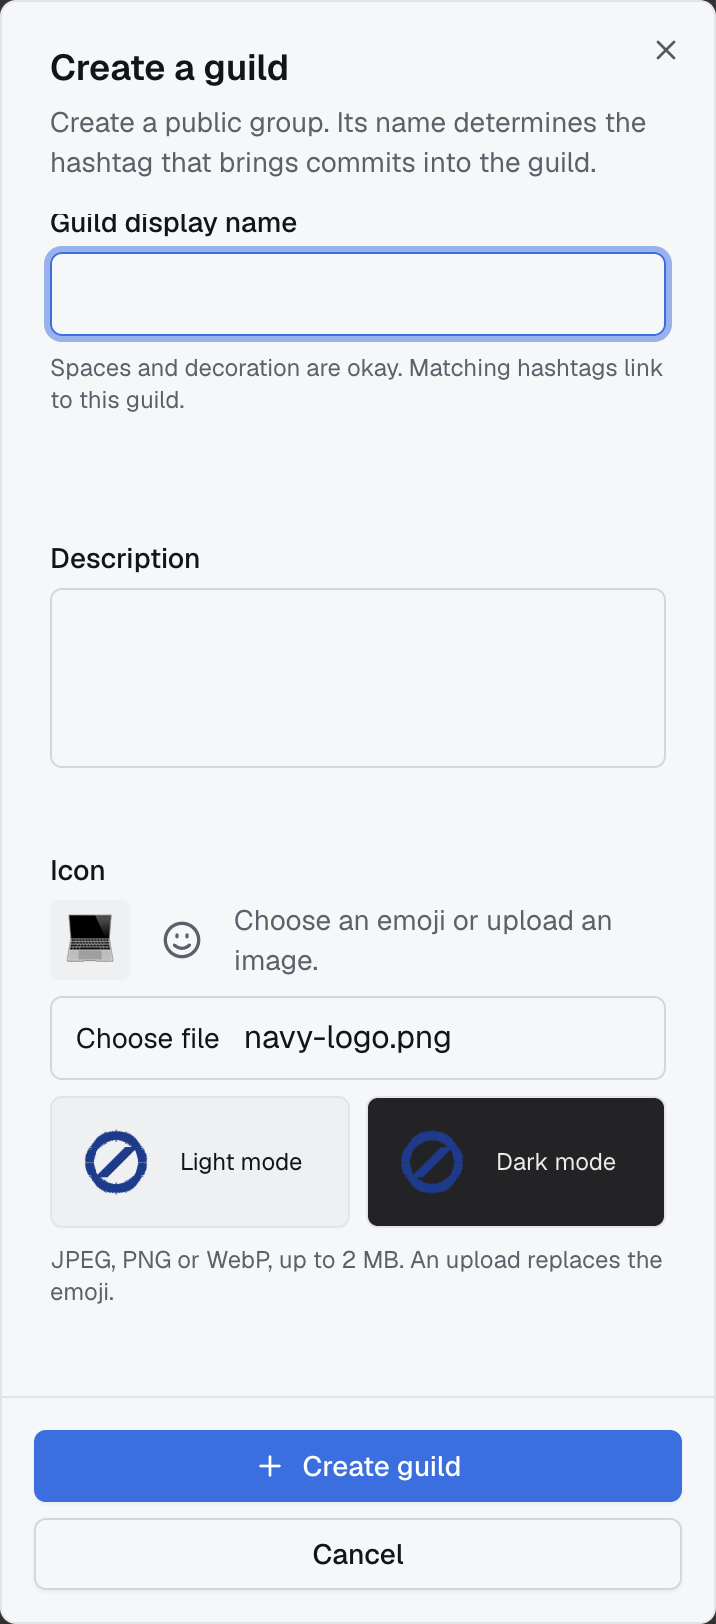 Create a guild
Create a public group. Its name determines the
hashtag that brings commits into the guild.
Guild display name
Spaces and decoration are okay. Matching hashtags link
to this guild.
Description
Icon
Choose an emoji or upload an
image.
Choose file navy-logo.png
Light mode
Dark mode
JPEG, PNG or WebP, up to 2 MB. An upload replaces the
emoji.
Create guild
Cancel